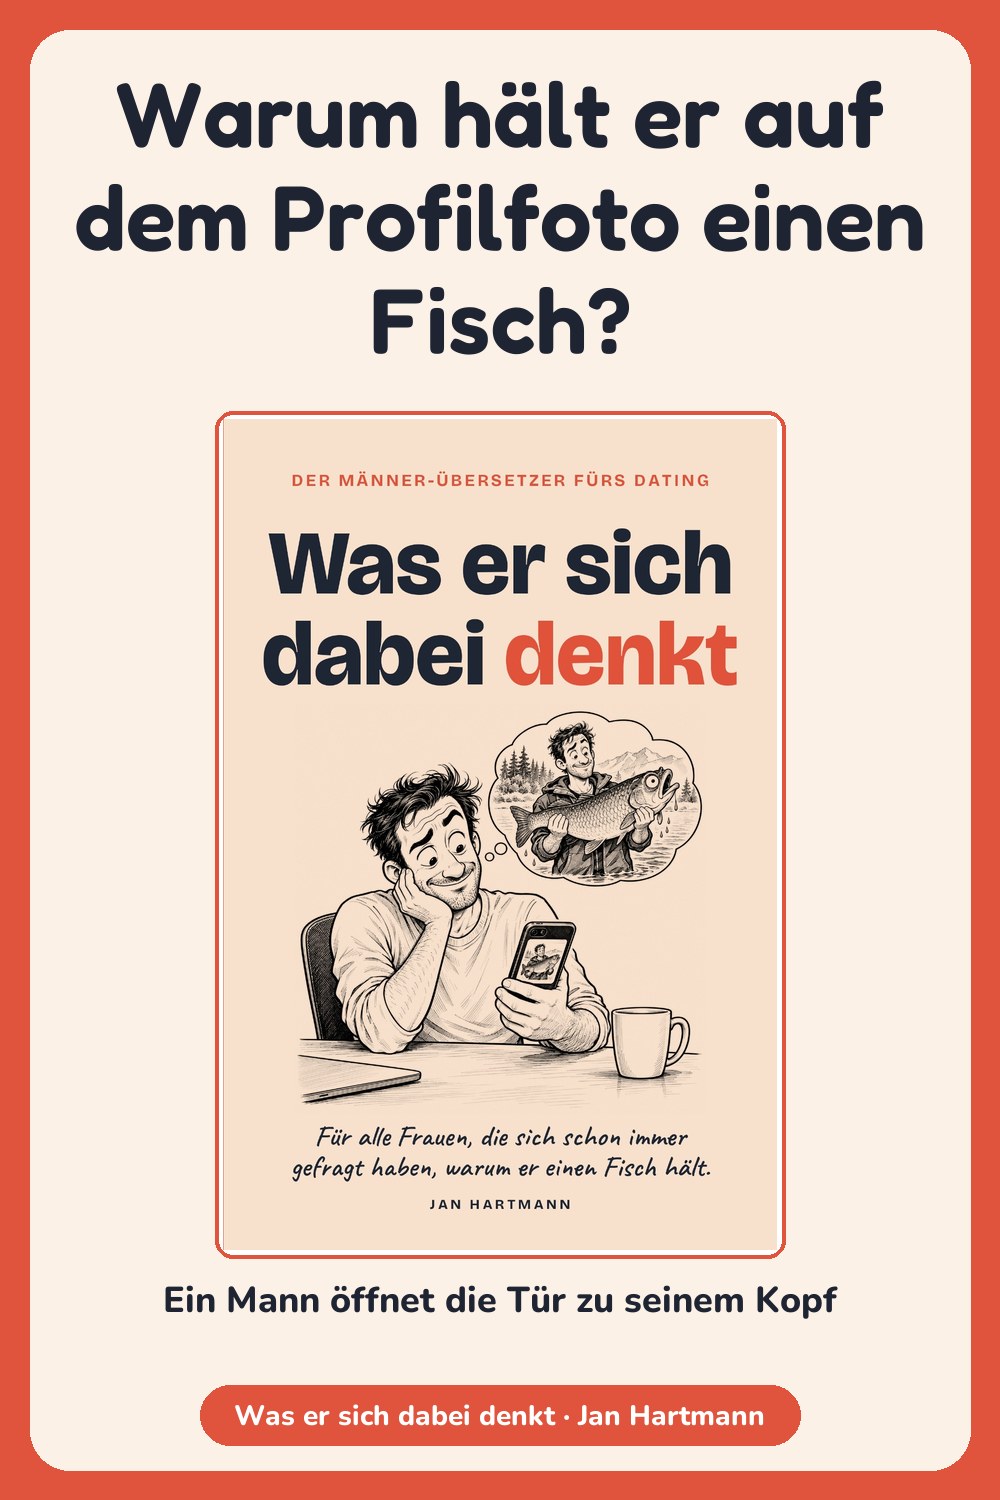 Warum hält er auf
dem Profilfoto einen
Fisch?
DER MÄNNER-ÜBERSETZER FÜRS DATING
Was er sich
dabei denkt
Für alle Frauen, die sich schon immer
gefragt haben, warum er einen Fisch hält.
JAN HARTMANN
Ein Mann öffnet die Tür zu seinem Kopf
Was er sich dabei denkt · Jan Hartmann